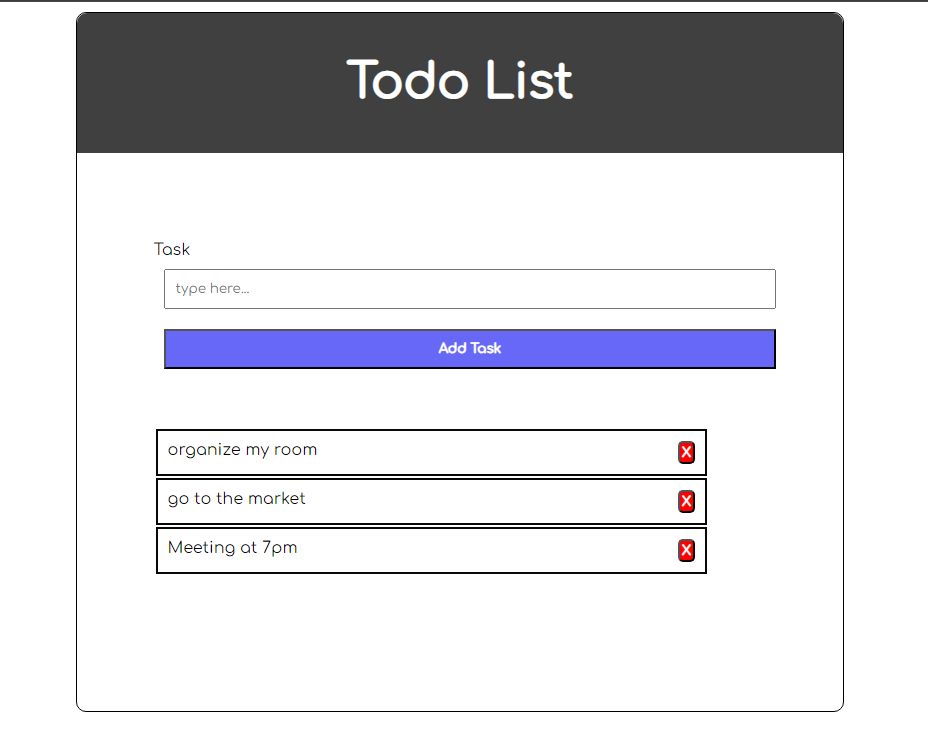 Todo List
Task
type here...
Add Task
organize my room X
go to the market X
Meeting at 7pm X